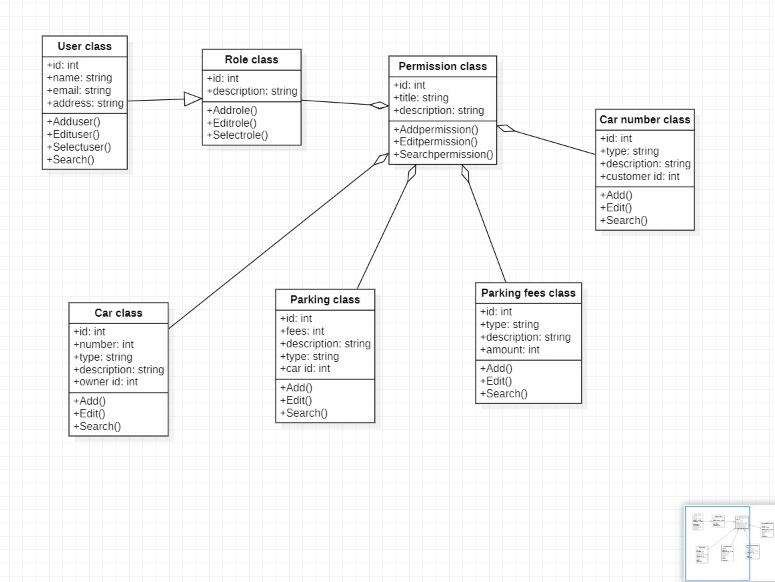 User class
+id: int
+name: string
+email: string
+address: string
+Adduser()
+Edituser()
+Selectuser()
+Search()
Role class
+id: int
+description: string
+Addrole()
+Editrole()
+Selectrole()
Permission class
+id: int
+title: string
+description: string
+Addpermission()
+Editpermission()
+Searchpermission()
Car number class
+id: int
+type: string
+description: string
+customer id: int
+Add()
+Edit()
+Search()
Car class
+id: int
+number: int
+type: string
+description: string
+owner id: int
+Add()
+Edit()
+Search()
Parking class
+id: int
+fees: int
+description: string
+type: string
+car id: int
+Add()
+Edit()
+Search()
Parking fees class
+id: int
+type: string
+description: string
+amount: int
+Add()
+Edit()
+Search()